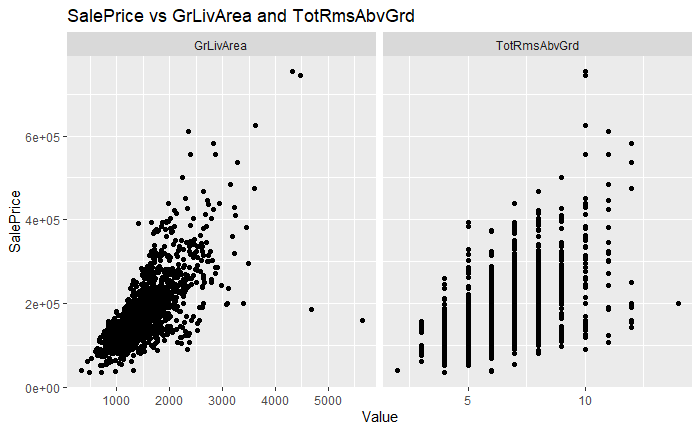 SalePrice vs GrLivArea and TotRmsAbvGrd
GrLivArea
TotRmsAbvGrd
6e+05
4e+05
2e+05
0e+00
SalePrice
1000 2000 3000 4000 5000
5 10
Value